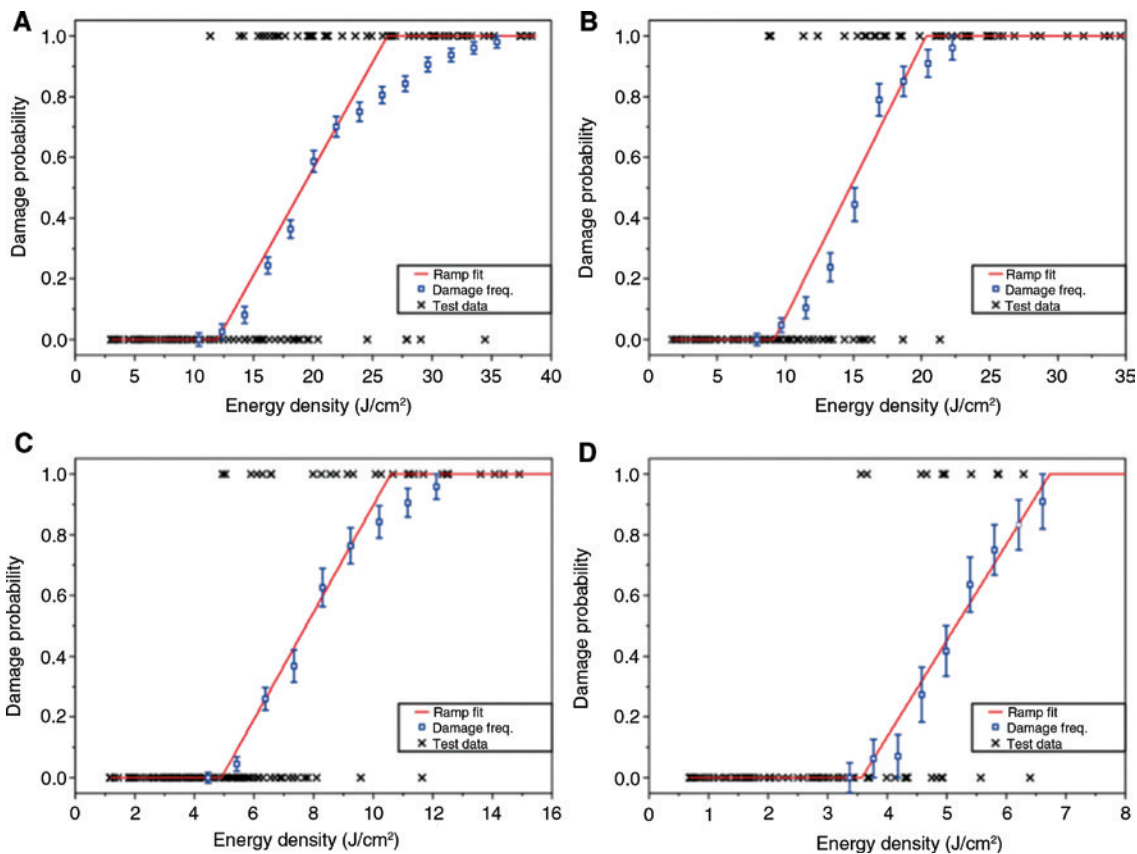 A
Damage probability
1.0
0.8
0.6
0.4
0.2
0.0
Ramp fit
Damage freq.
Test data
0 5 10 15 20 25 30 35 40
Energy density (J/cm²)
B
Damage probability
1.0
0.8
0.6
0.4
0.2
0.0
Ramp fit
Damage freq.
Test data
0 5 10 15 20 25 30 35
Energy density (J/cm²)
C
Damage probability
1.0
0.8
0.6
0.4
0.2
0.0
Ramp fit
Damage freq.
Test data
0 2 4 6 8 10 12 14 16
Energy density (J/cm²)
D
Damage probability
1.0
0.8
0.6
0.4
0.2
0.0
Ramp fit
Damage freq.
Test data
0 1 2 3 4 5 6 7 8
Energy density (J/cm²)